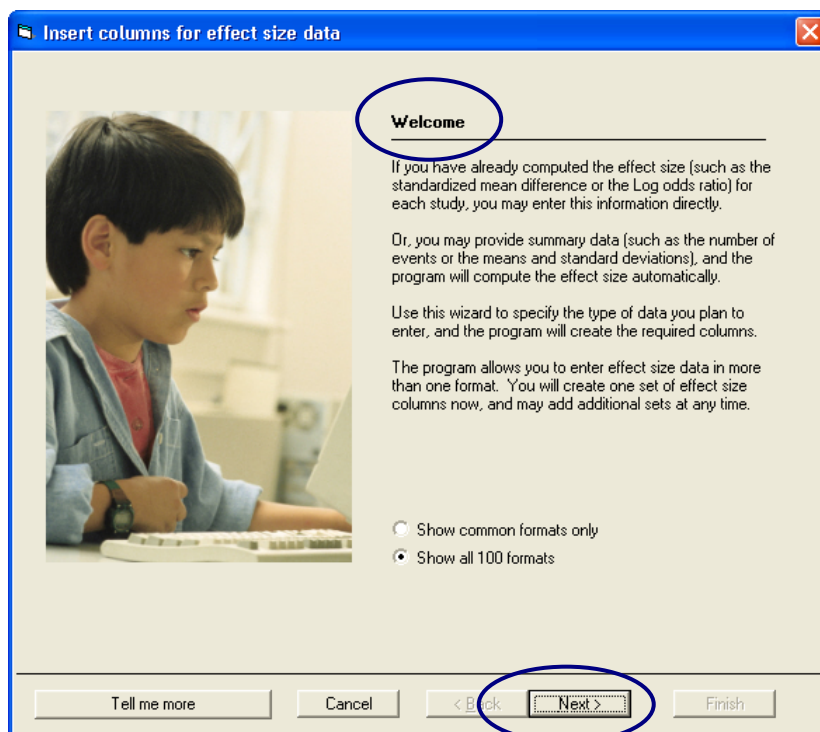 Insert columns for effect size data
Welcome
If you have already computed the effect size (such as the
standardized mean difference or the Log odds ratio) for
each study, you may enter this information directly.
Or, you may provide summary data (such as the number of
events or the means and standard deviations), and the
program will compute the effect size automatically.
Use this wizard to specify the type of data you plan to
enter, and the program will create the required columns.
The program allows you to enter effect size data in more
than one format. You will create one set of effect size
columns now, and may add additional sets at any time.
Show common formats only
Show all 100 formats
Tell me more Cancel < Back Next > Finish